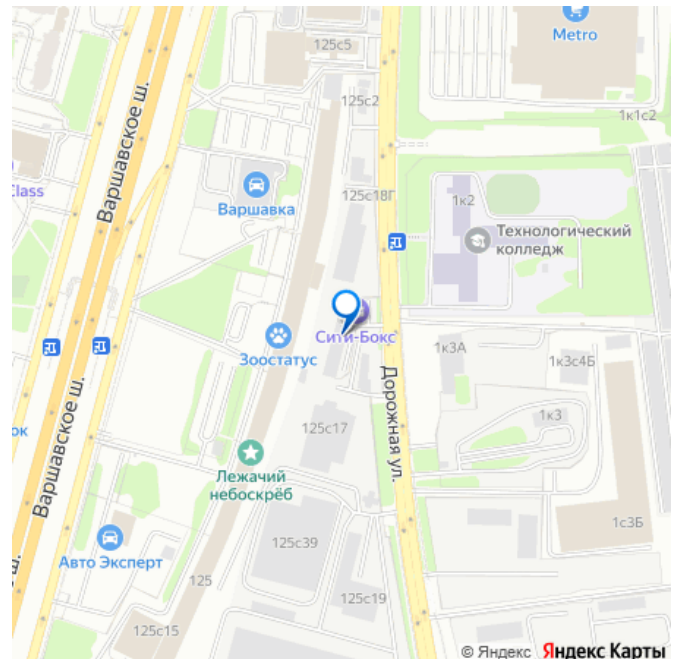 125с5
Metro
125с2
1к1с2
Варшавское ш.
Class
Варшавка
125с18Г
1к2
Технологический
колледж
Сити-Бокс
Зоостатус
1к3А
1к3с4Б
Дорожная ул.
1к3
ок
Варшавское ш.
125с17
Лежачий
небоскрёб
1с3Б
Авто Эксперт
125с39
ш.
125
125с19
125с15
© Яндекс Яндекс Карты